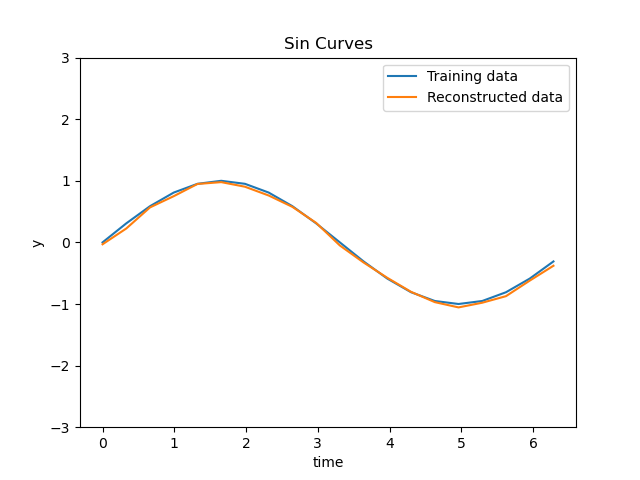 Sin Curves
Training data
Reconstructed data
3
2
1
0
−1
−2
−3
y
0 1 2 3 4 5 6
time